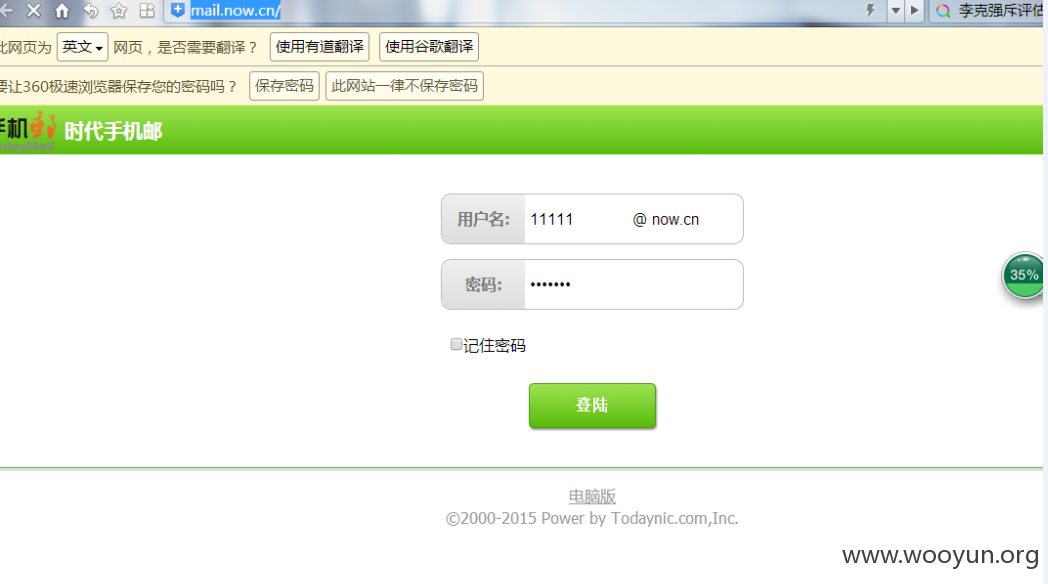 mail.now.cn/ 李克强斥评估
此网页为 英文 网页，是否需要翻译？ 使用有道翻译 使用谷歌翻译
要让360极速浏览器保存您的密码吗？ 保存密码 此网站一律不保存密码
手机邮 时代手机邮
用户名: 11111 @ now.cn
密码: •••••••
35%
记住密码
登陆
电脑版
©2000-2015 Power by Todaynic.com,Inc.
www.wooyun.org